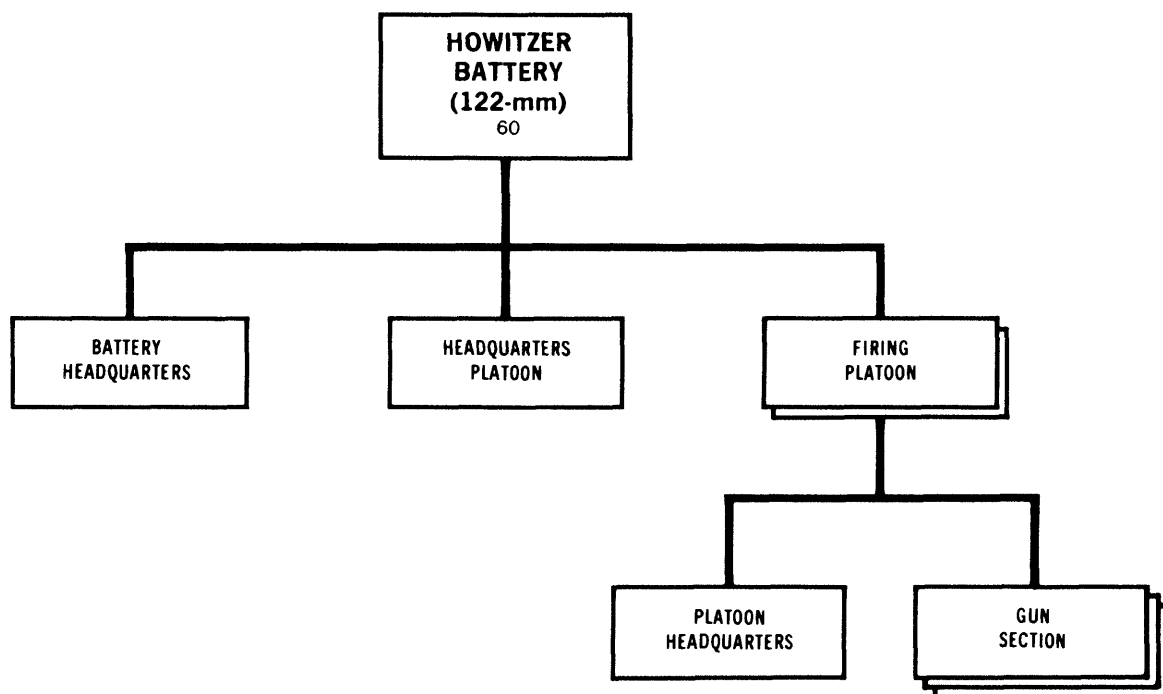 HOWITZER
BATTERY
(122-mm)
60
BATTERY
HEADQUARTERS
HEADQUARTERS
PLATOON
FIRING
PLATOON
PLATOON
HEADQUARTERS
GUN
SECTION